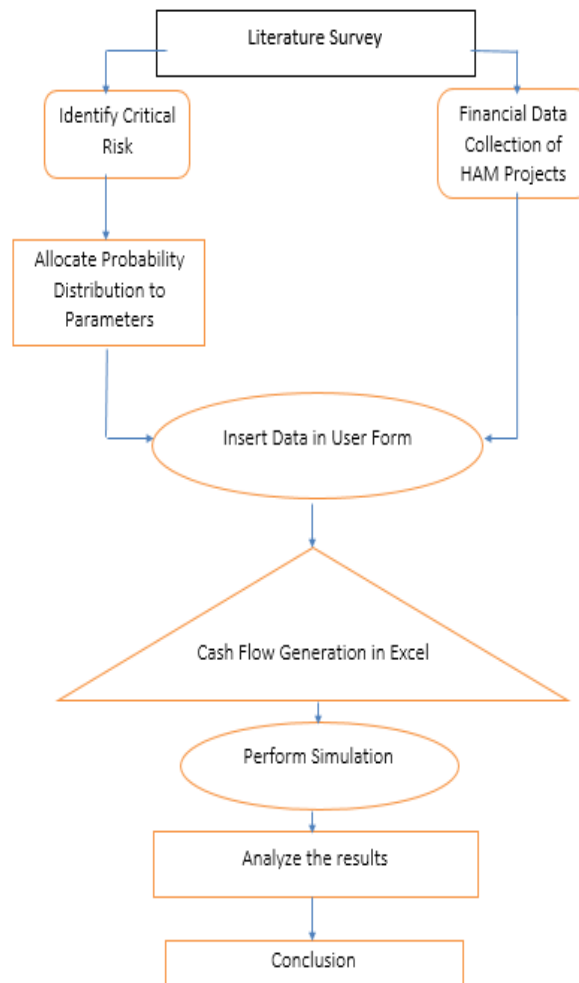 Literature Survey
Identify Critical
Risk
Financial Data
Collection of
HAM Projects
Allocate Probability
Distribution to
Parameters
Insert Data in User Form
Cash Flow Generation in Excel
Perform Simulation
Analyze the results
Conclusion